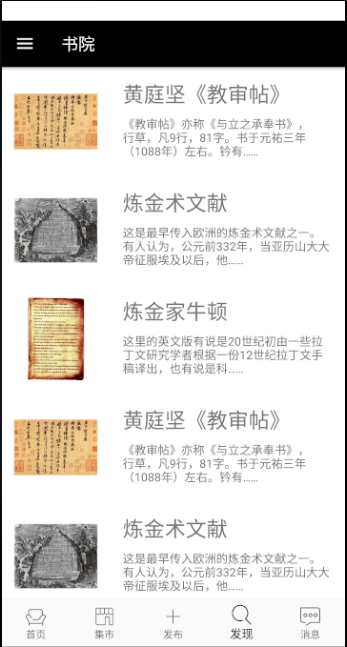 书院
黄庭坚《教审帖》
《教审帖》亦称《与立之承奉书》，
行草，凡9行，81字。书于元祐三年
（1088年）左右。钤有......
炼金术文献
这是最早传入欧洲的炼金术文献之一。
有人认为，公元前332年，当亚历山大大
帝征服埃及以后，他......
炼金家牛顿
这里的英文版有说是20世纪初由一些拉
丁文研究学者根据一份12世纪拉丁文手
稿译出，也有说是科......
黄庭坚《教审帖》
《教审帖》亦称《与立之承奉书》，
行草，凡9行，81字。书于元祐三年
（1088年）左右。钤有......
炼金术文献
这是最早传入欧洲的炼金术文献之一。
有人认为，公元前332年，当亚历山大大
帝征服埃及以后，他......
首页 集市 发布 发现 消息